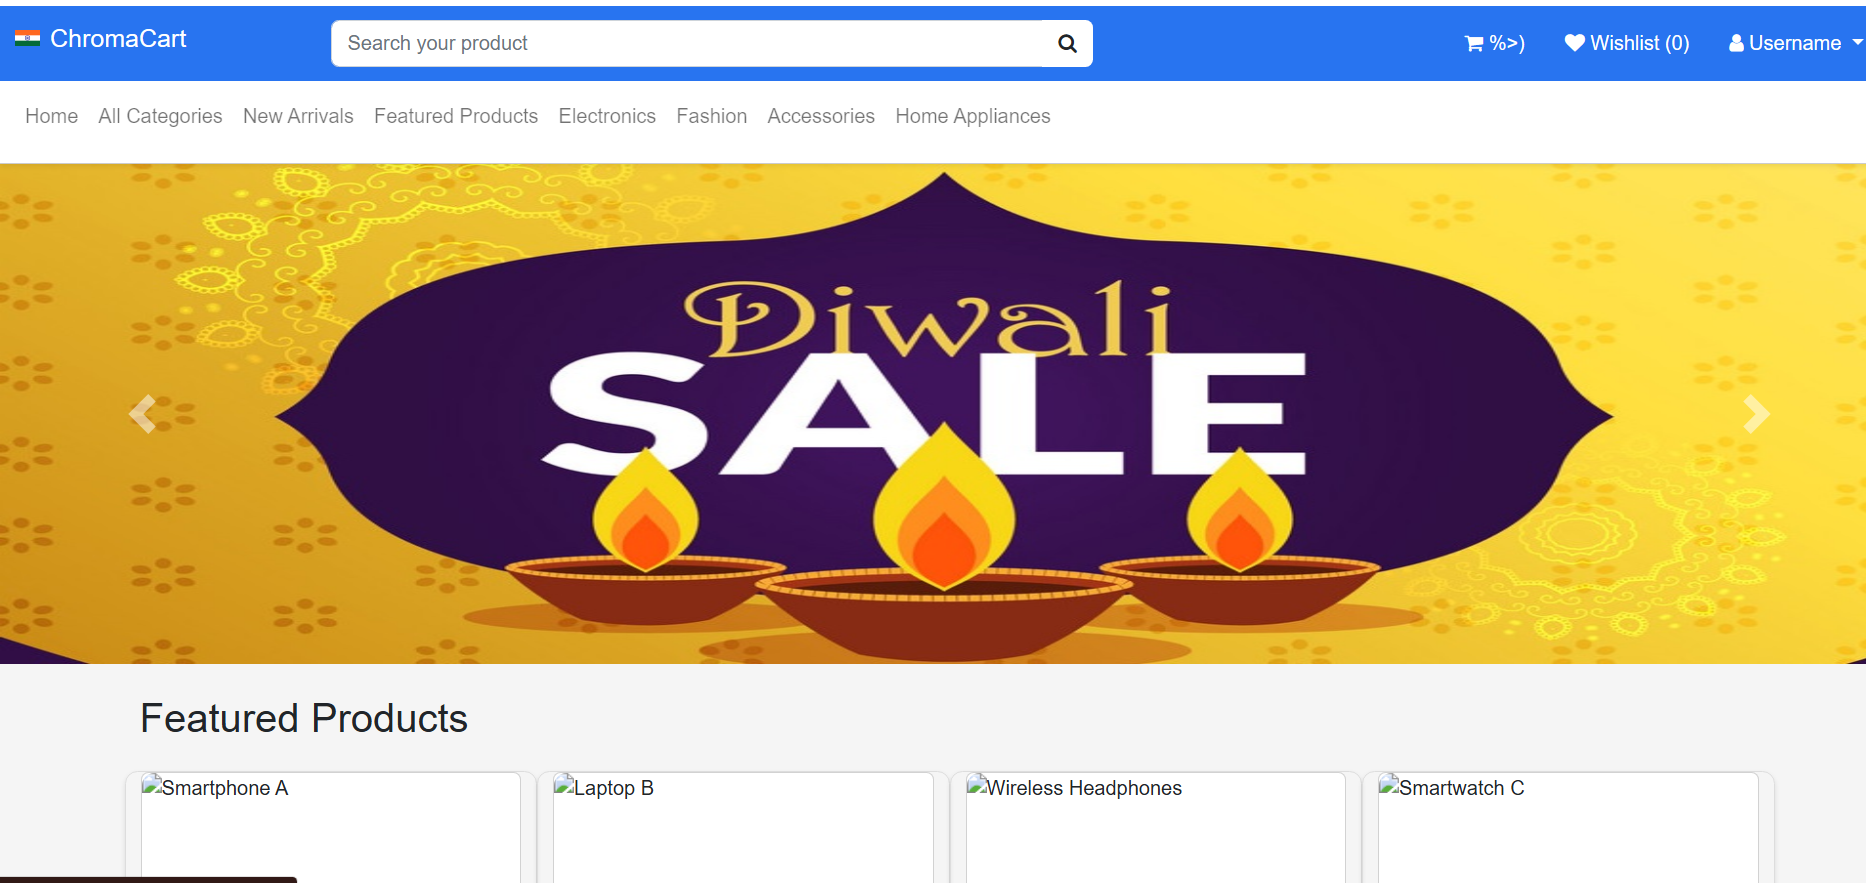 ChromaCart
Search your product
%>)
Wishlist (0)
Username
Home All Categories New Arrivals Featured Products Electronics Fashion Accessories Home Appliances
Diwali
SALE
Featured Products
Smartphone A
Laptop B
Wireless Headphones
Smartwatch C